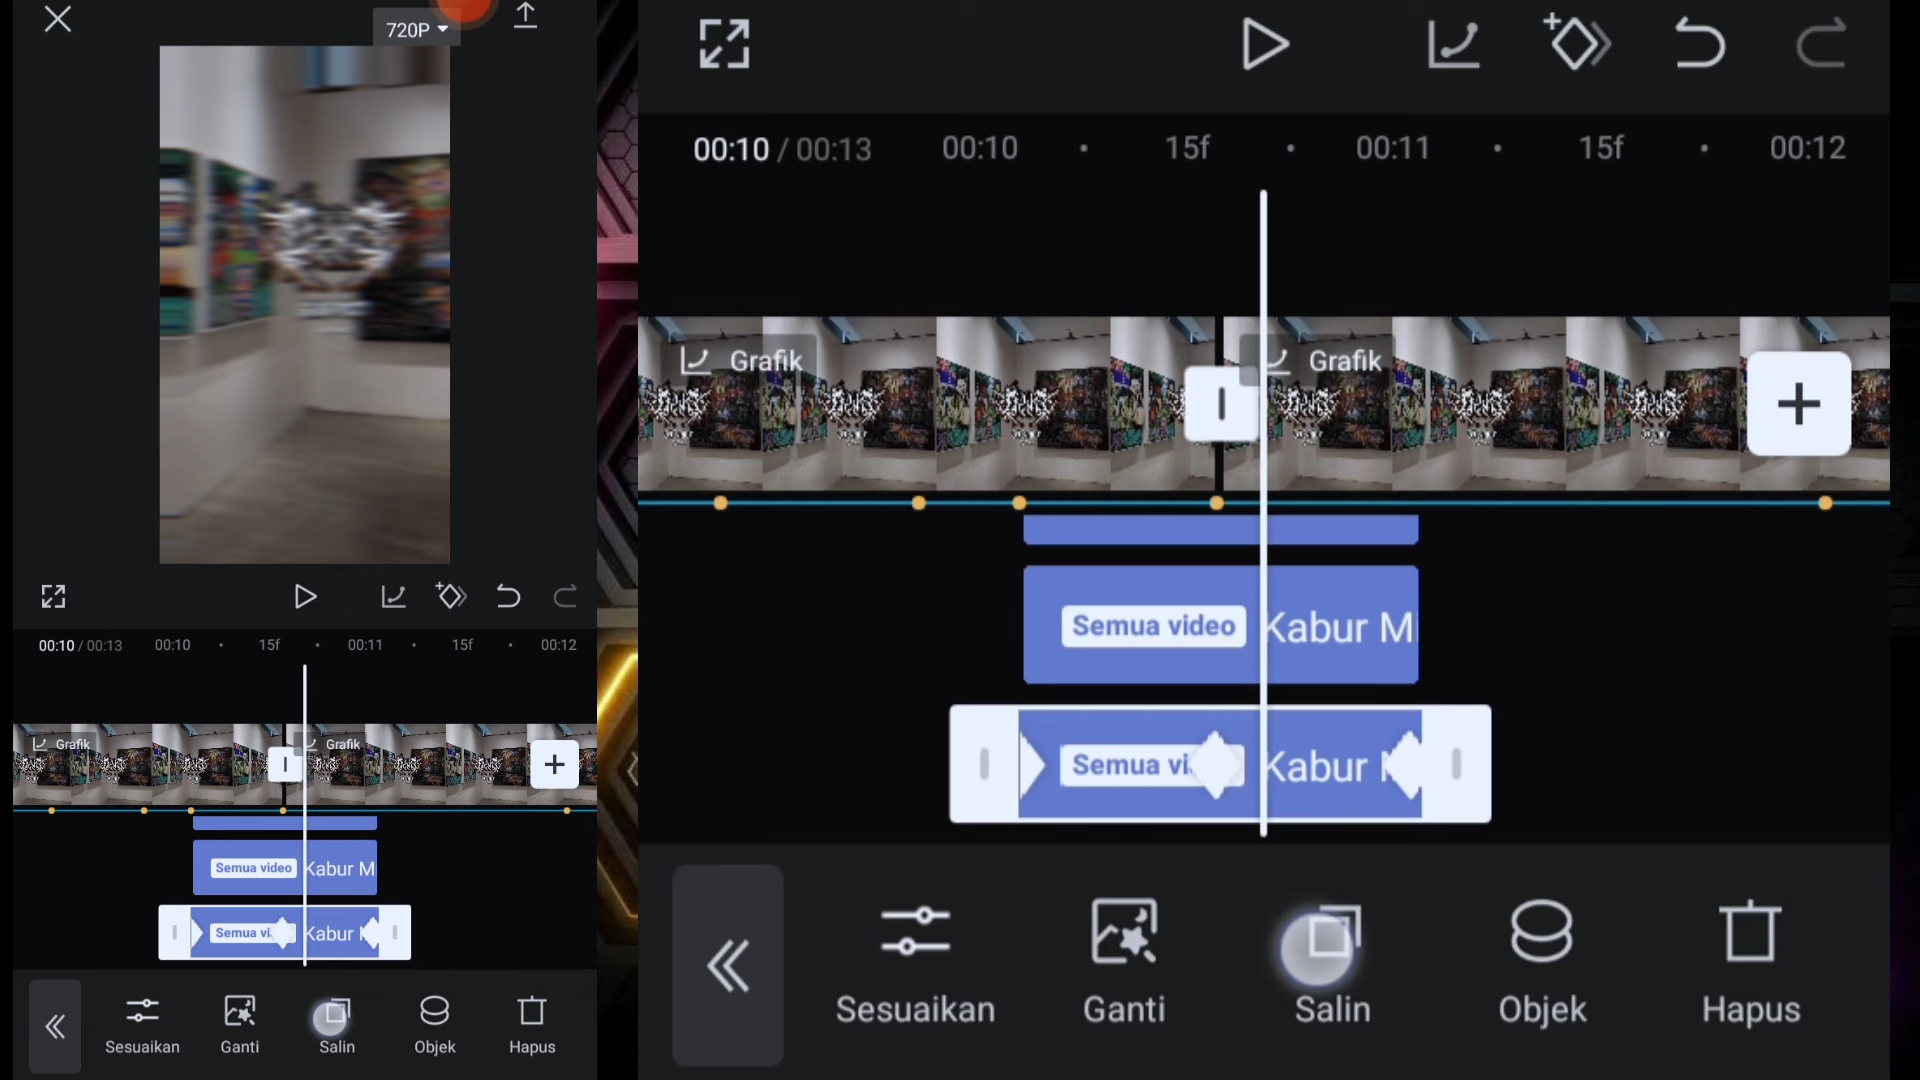 720P
00:10 / 00:13 00:10 15f 00:11 15f 00:12
Grafik Grafik
Semua video Kabur M
Semua vi Kabur
Sesuaikan Ganti Salin Objek Hapus
00:10 / 00:13 00:10 15f 00:11 15f 00:12
Grafik Grafik
Semua video Kabur Mi
Semua vi Kabur
Sesuaikan Ganti Salin Objek Hapus